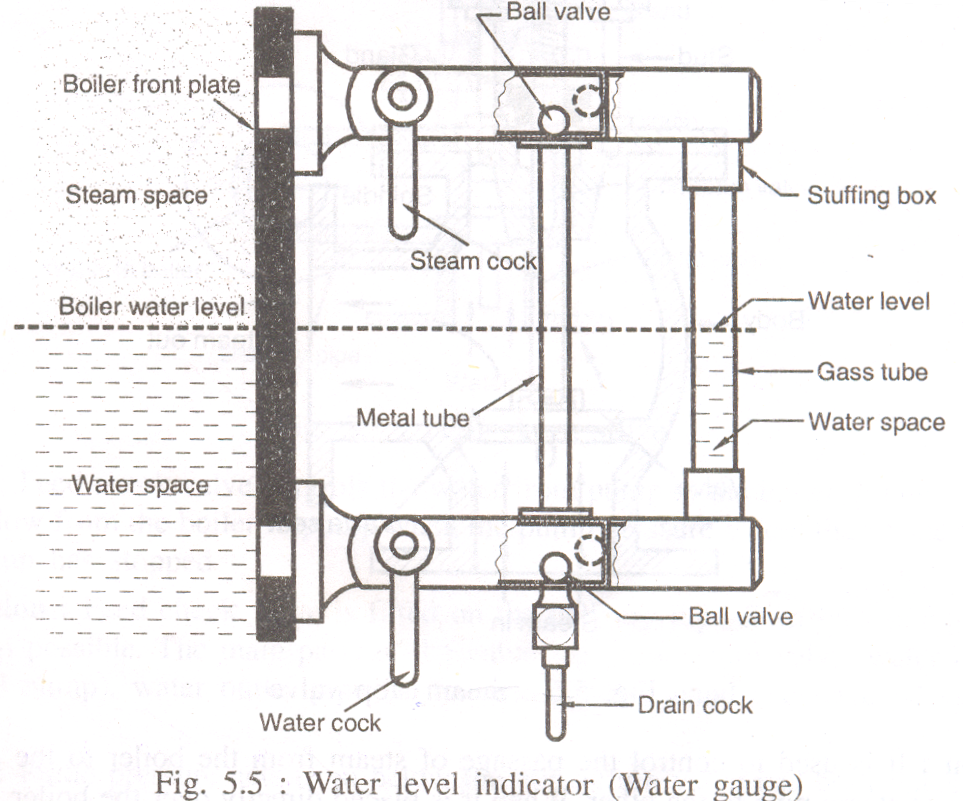 Ball valve
Boiler front plate
Steam space
Stuffing box
Steam cock
Boiler water level
Water level
Gass tube
Metal tube
Water space
Water space
Ball valve
Drain cock
Water cock
Fig. 5.5 : Water level indicator (Water gauge)